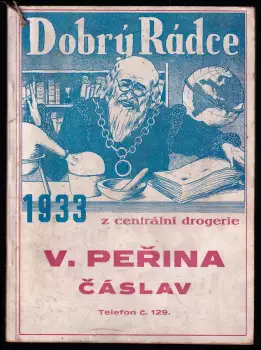 Dobrý Rádce
1933
z centrální drogerie
V. PEŘINA
ČÁSLAV
Telefon č. 129.